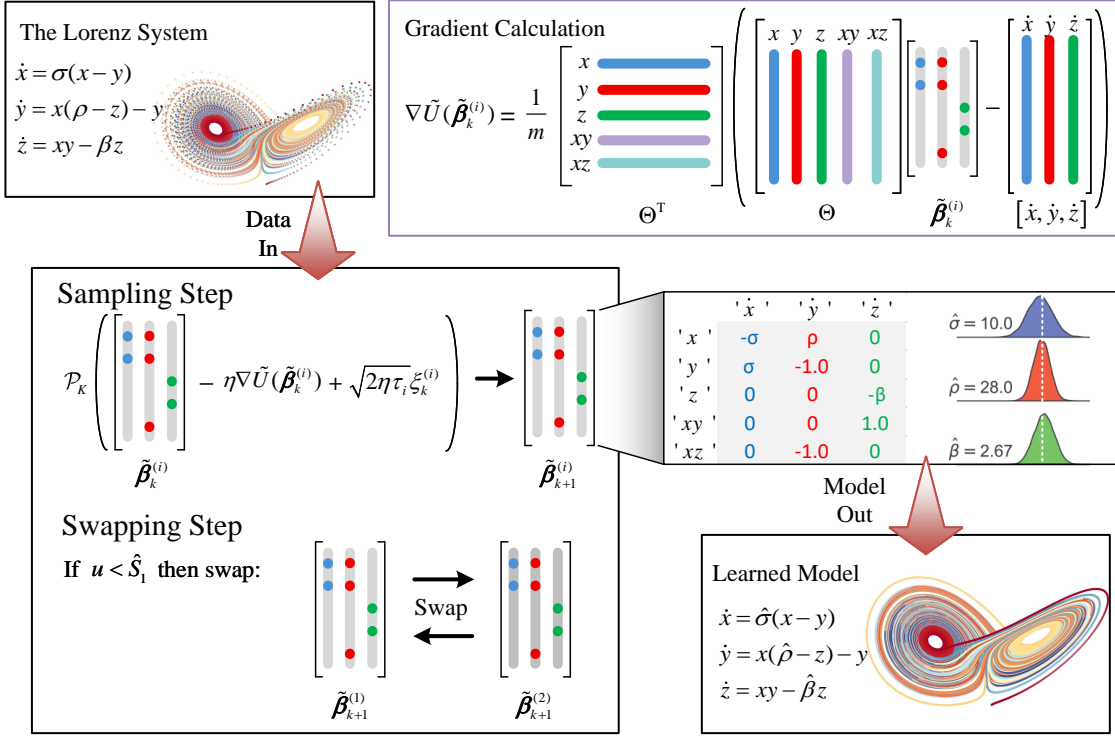 The Lorenz System
ẋ = σ(x − y)
ẏ = x(ρ − z) − y
ż = xy − βz
Gradient Calculation
∇Ũ(β̃ₖ⁽ⁱ⁾) = 1/m
x
y
z
xy
xz
Θᵀ
x y z xy xz
Θ
β̃ₖ⁽ⁱ⁾
−
ẋ ẏ ż
[ẋ, ẏ, ż]
Data
In
Sampling Step
𝒫_K − η∇Ũ(β̃ₖ⁽ⁱ⁾) + √(2ητᵢ) ξₖ⁽ⁱ⁾
β̃ₖ⁽ⁱ⁾
β̃ₖ₊₁⁽ⁱ⁾
Swapping Step
If u < Ŝ₁ then swap:
Swap
β̃ₖ₊₁⁽¹⁾
β̃ₖ₊₁⁽²⁾
' ẋ ' ' ẏ ' ' ż '
' x ' -σ ρ 0
' y ' σ -1.0 0
' z ' 0 0 -β
' xy ' 0 0 1.0
' xz ' 0 -1.0 0
σ̂ = 10.0
ρ̂ = 28.0
β̂ = 2.67
Model
Out
Learned Model
ẋ = σ̂(x − y)
ẏ = x(ρ̂ − z) − y
ż = xy − β̂z